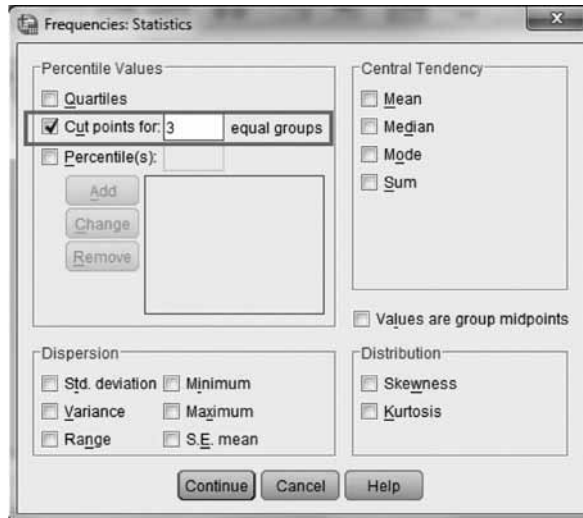 Frequencies: Statistics
x
Percentile Values
Quartiles
Cut points for: 3 equal groups
Percentile(s):
Add
Change
Remove
Central Tendency
Mean
Median
Mode
Sum
Values are group midpoints
Dispersion
Std. deviation Minimum
Variance Maximum
Range S.E. mean
Distribution
Skewness
Kurtosis
Continue Cancel Help